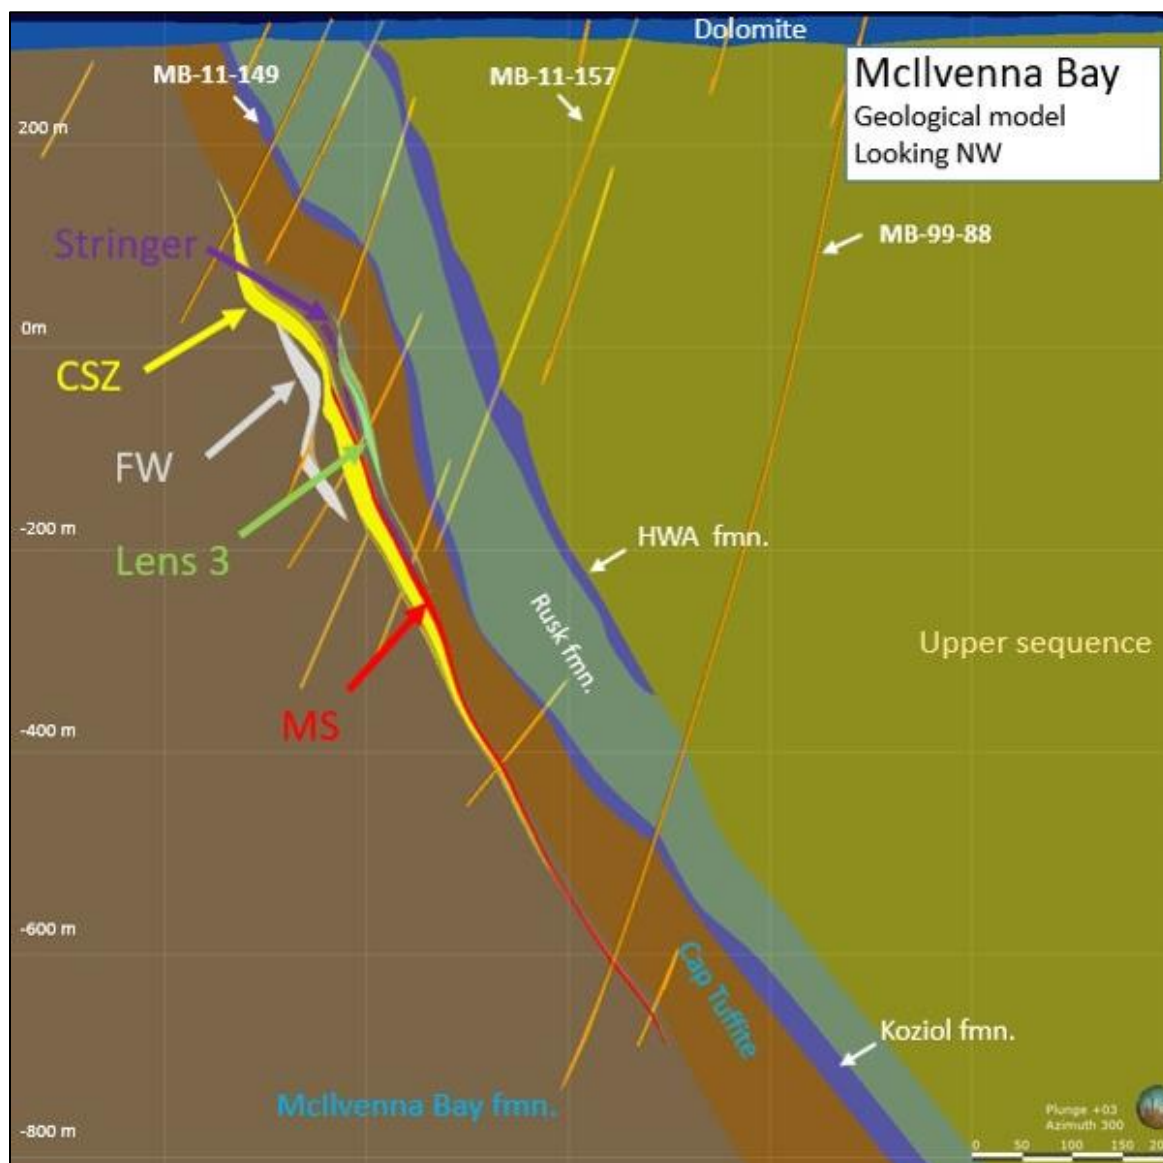 Dolomite
McIlvenna Bay
Geological model
Looking NW
MB-11-149
MB-11-157
200 m
MB-99-88
Stringer
0m
CSZ
FW
-200 m
HWA fmn.
Lens 3
Rusk fmn.
Upper sequence
MS
-400 m
-600 m
Cap Tuffite
Koziol fmn.
McIlvenna Bay fmn.
Plunge +03
Azimuth 300
-800 m
0 50 100 150